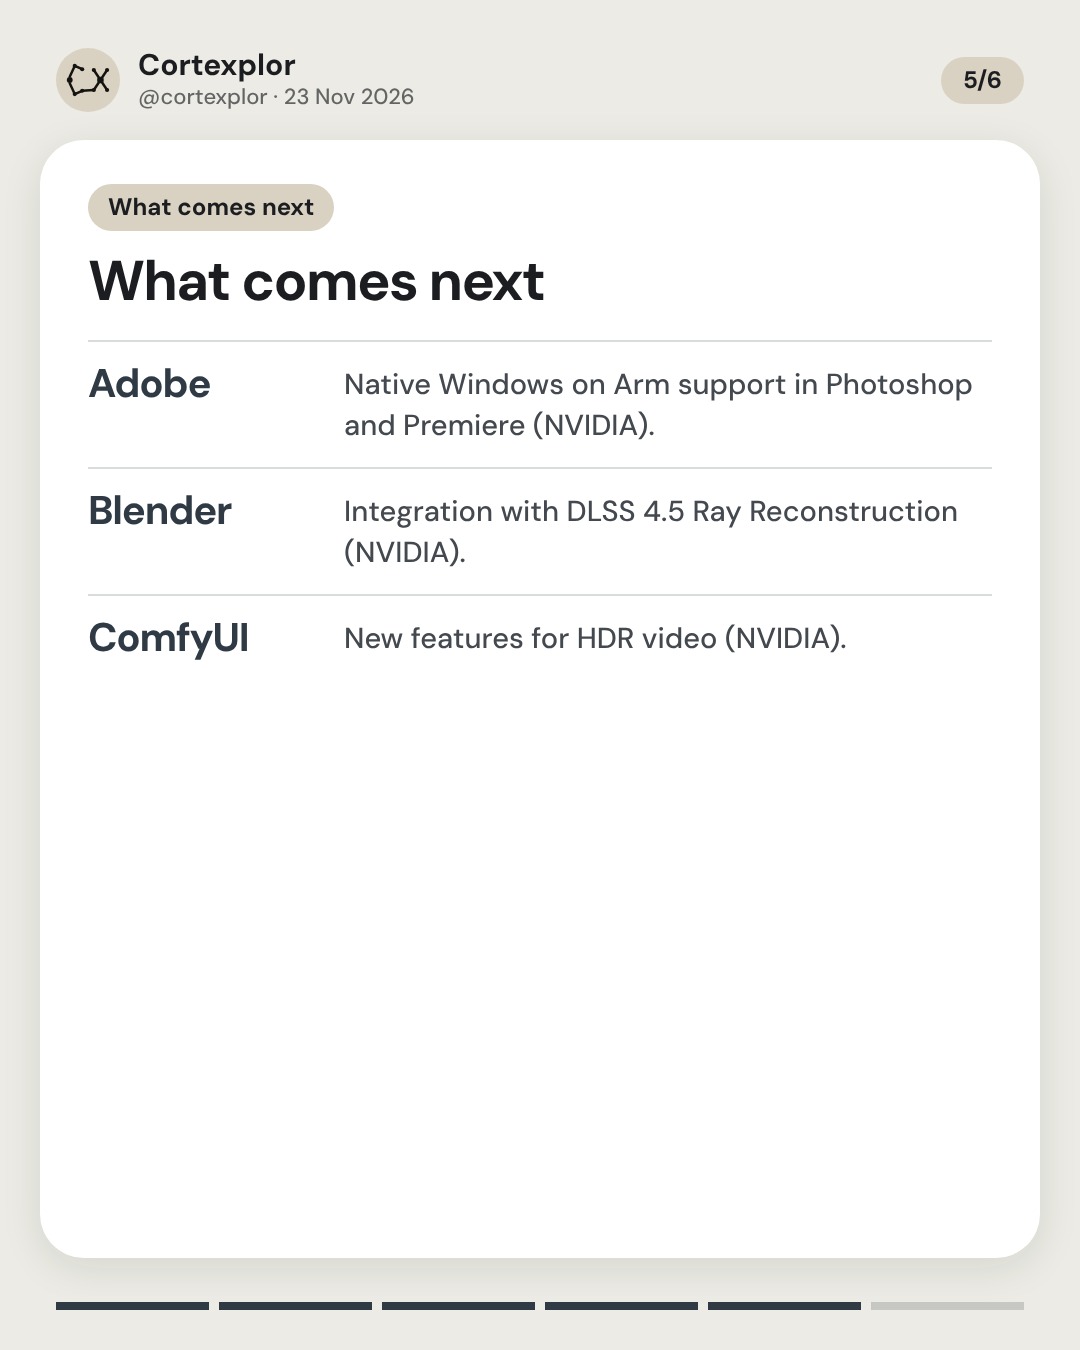 Cortexplor
@cortexplor · 23 Nov 2026
5/6
What comes next
What comes next
Adobe
Native Windows on Arm support in Photoshop
and Premiere (NVIDIA).
Blender
Integration with DLSS 4.5 Ray Reconstruction
(NVIDIA).
ComfyUI
New features for HDR video (NVIDIA).